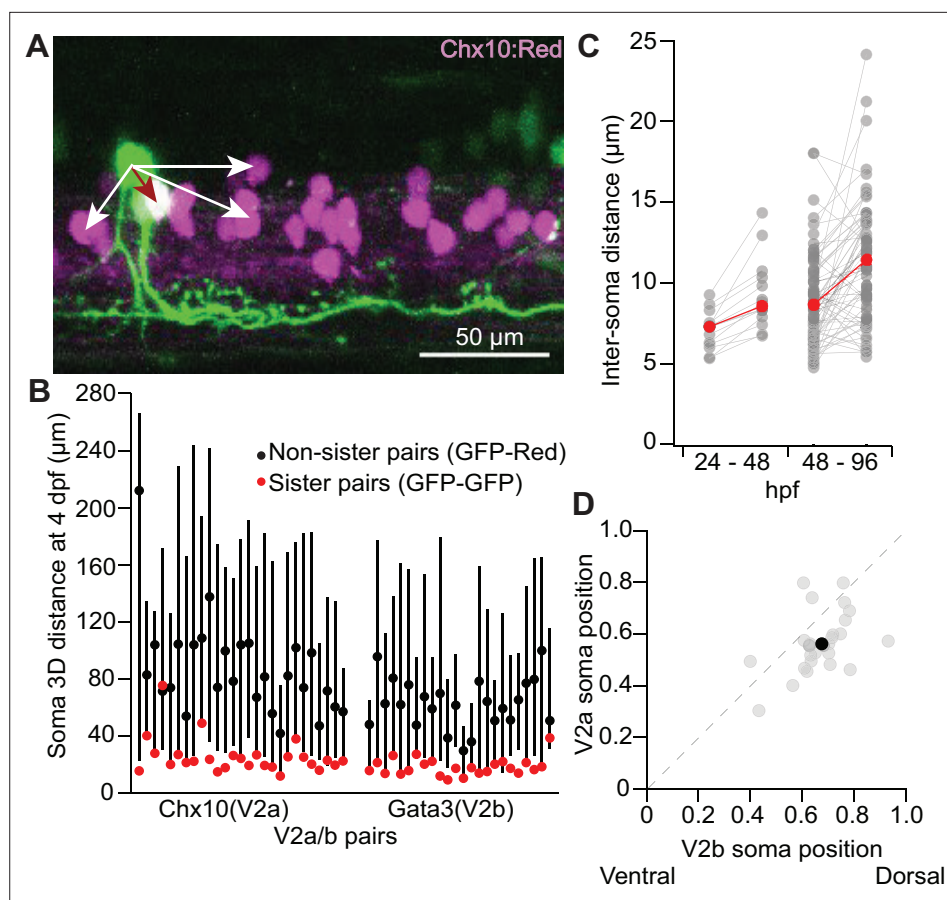 A
Chx10:Red
50 µm
B
Soma 3D distance at 4 dpf (µm)
280
240
200
160
120
80
40
0
Non-sister pairs (GFP-Red)
Sister pairs (GFP-GFP)
Chx10(V2a) Gata3(V2b)
V2a/b pairs
C
Inter-soma distance (µm)
25
20
15
10
5
0
24 - 48 48 - 96
hpf
D
V2a soma position
1.0
0.8
0.6
0.4
0.2
0
0 0.2 0.4 0.6 0.8 1.0
V2b soma position
Ventral Dorsal